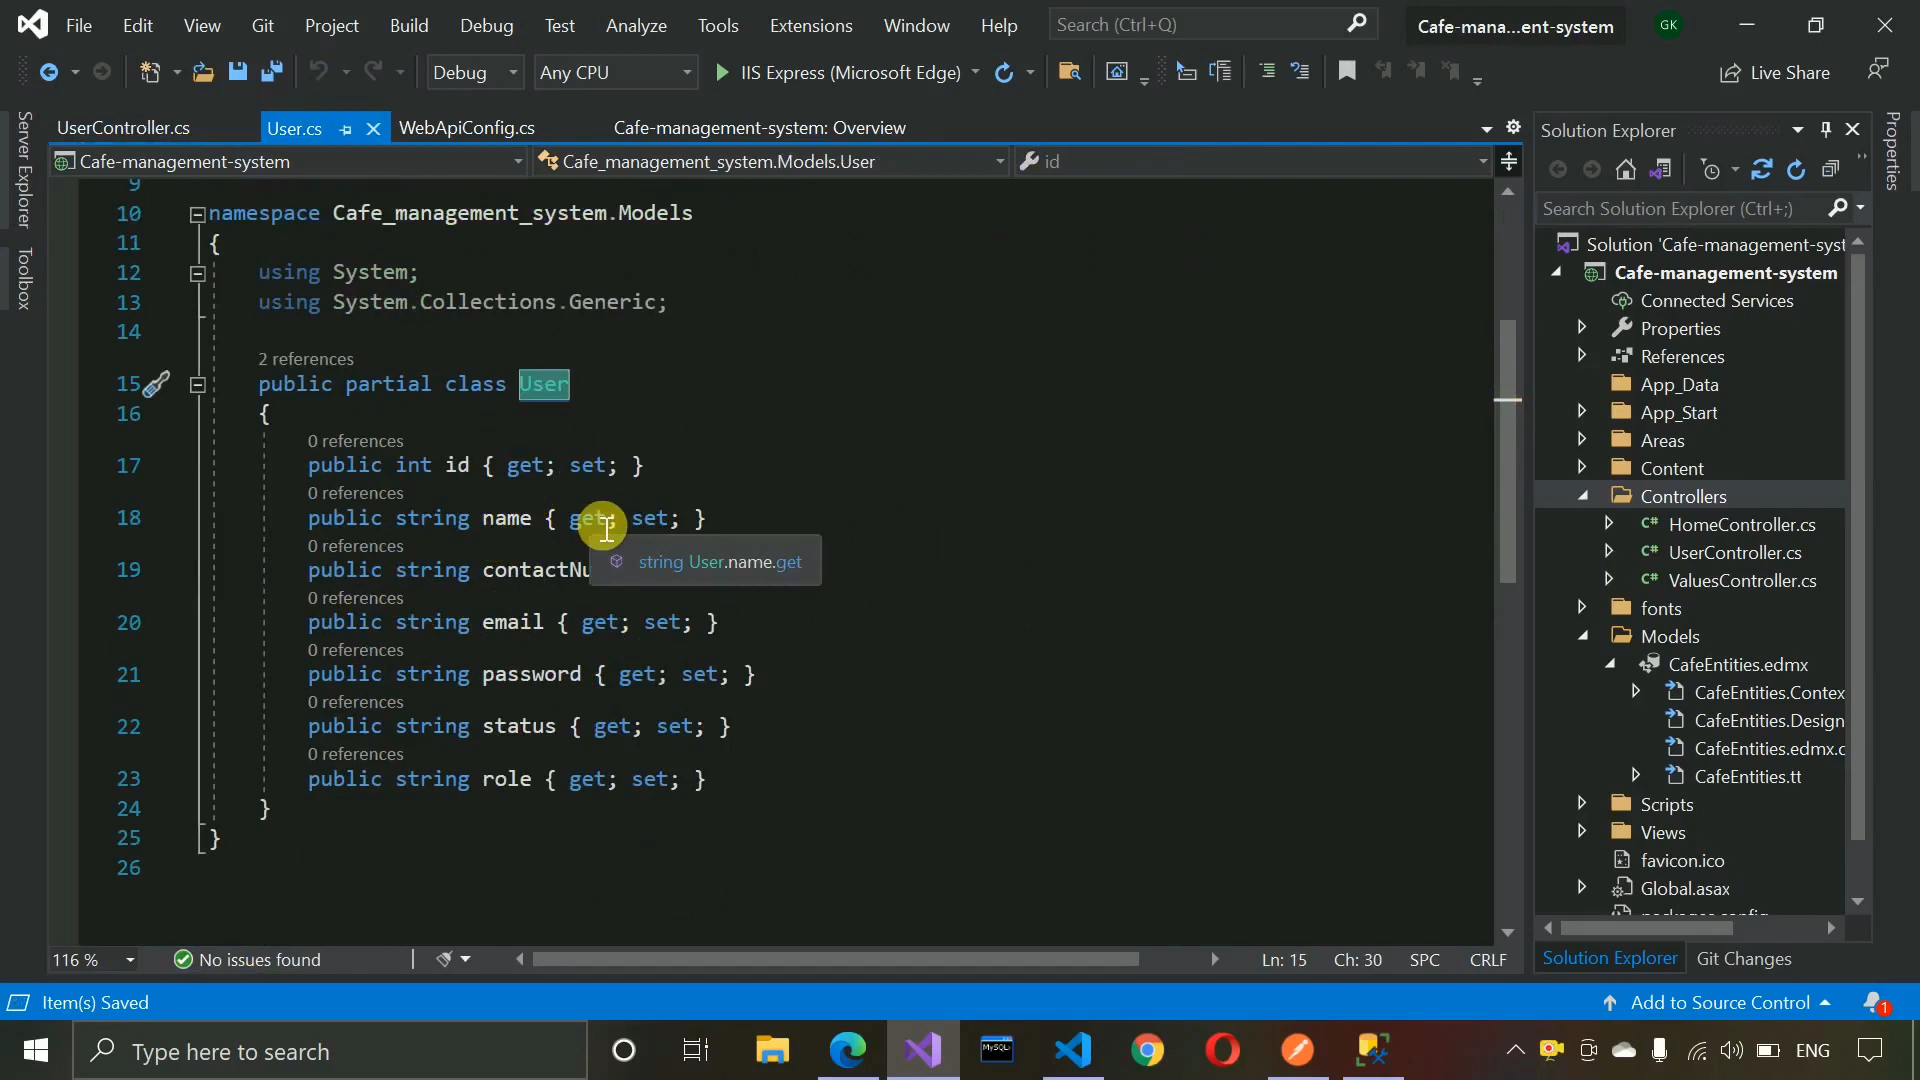 File Edit View Git Project Build Debug Test Analyze Tools Extensions Window Help Search (Ctrl+Q) Cafe-mana...ent-system GK
Debug Any CPU IIS Express (Microsoft Edge) Live Share
UserController.cs User.cs WebApiConfig.cs Cafe-management-system: Overview
Cafe-management-system Cafe_management_system.Models.User id
Server Explorer
Toolbox
9
10 namespace Cafe_management_system.Models
11 {
12 using System;
13 using System.Collections.Generic;
14
2 references
15 public partial class User
16 {
0 references
17 public int id { get; set; }
0 references
18 public string name { get; set; }
string User.name.get
0 references
19 public string contactNu
0 references
20 public string email { get; set; }
0 references
21 public string password { get; set; }
0 references
22 public string status { get; set; }
0 references
23 public string role { get; set; }
24 }
25 }
26
116 % No issues found Ln: 15 Ch: 30 SPC CRLF
Solution Explorer
Search Solution Explorer (Ctrl+;)
Solution 'Cafe-management-syst
Cafe-management-system
Connected Services
Properties
References
App_Data
App_Start
Areas
Content
Controllers
C# HomeController.cs
C# UserController.cs
C# ValuesController.cs
fonts
Models
CafeEntities.edmx
CafeEntities.Contex
CafeEntities.Design
CafeEntities.edmx.c
CafeEntities.tt
Scripts
Views
favicon.ico
Global.asax
packages.config
Solution Explorer Git Changes
Properties
Item(s) Saved Add to Source Control 1
Type here to search MySQL ENG